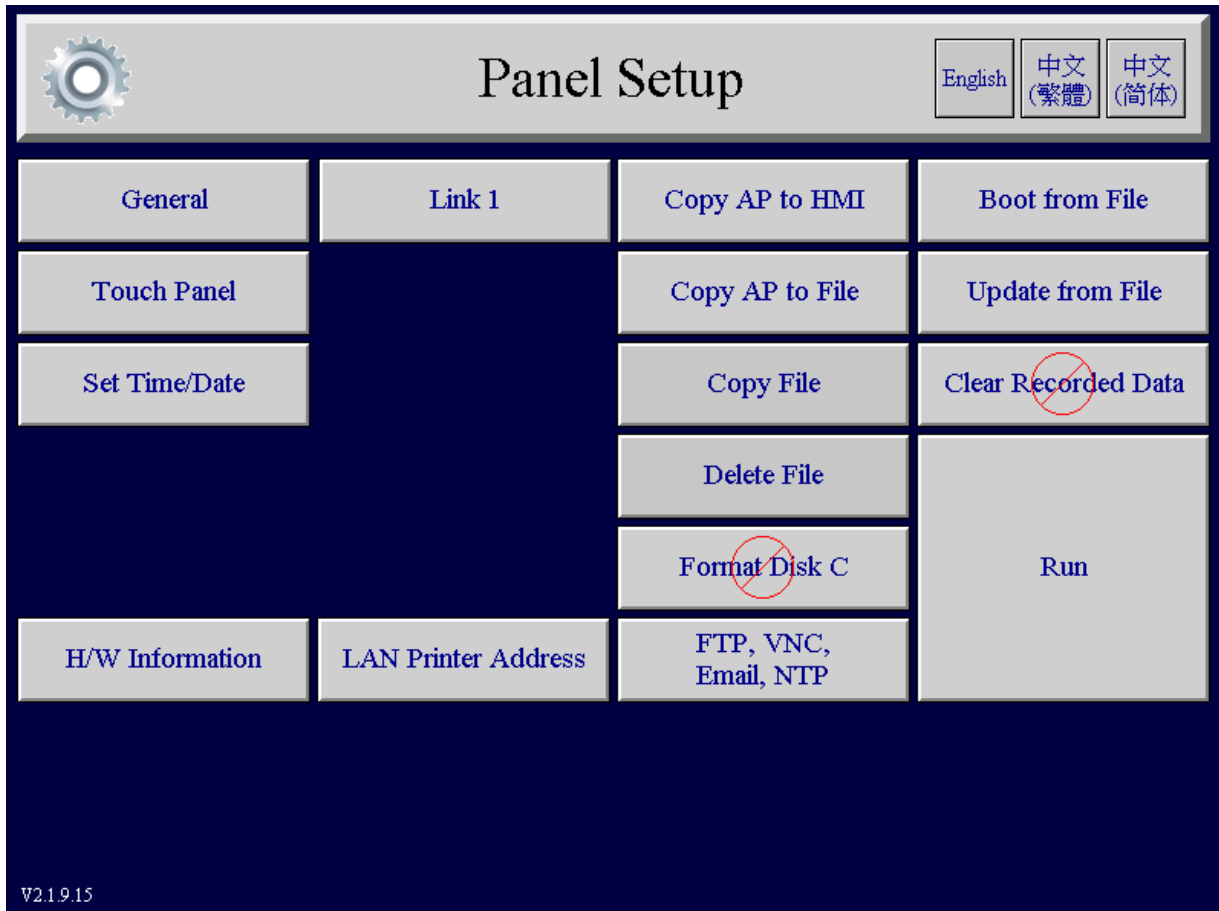 Panel Setup
English
中文
(繁體)
中文
(简体)
General
Link 1
Copy AP to HMI
Boot from File
Touch Panel
Copy AP to File
Update from File
Set Time/Date
Copy File
Clear Recorded Data
Delete File
Format Disk C
Run
H/W Information
LAN Printer Address
FTP, VNC,
Email, NTP
V2.1.9.15